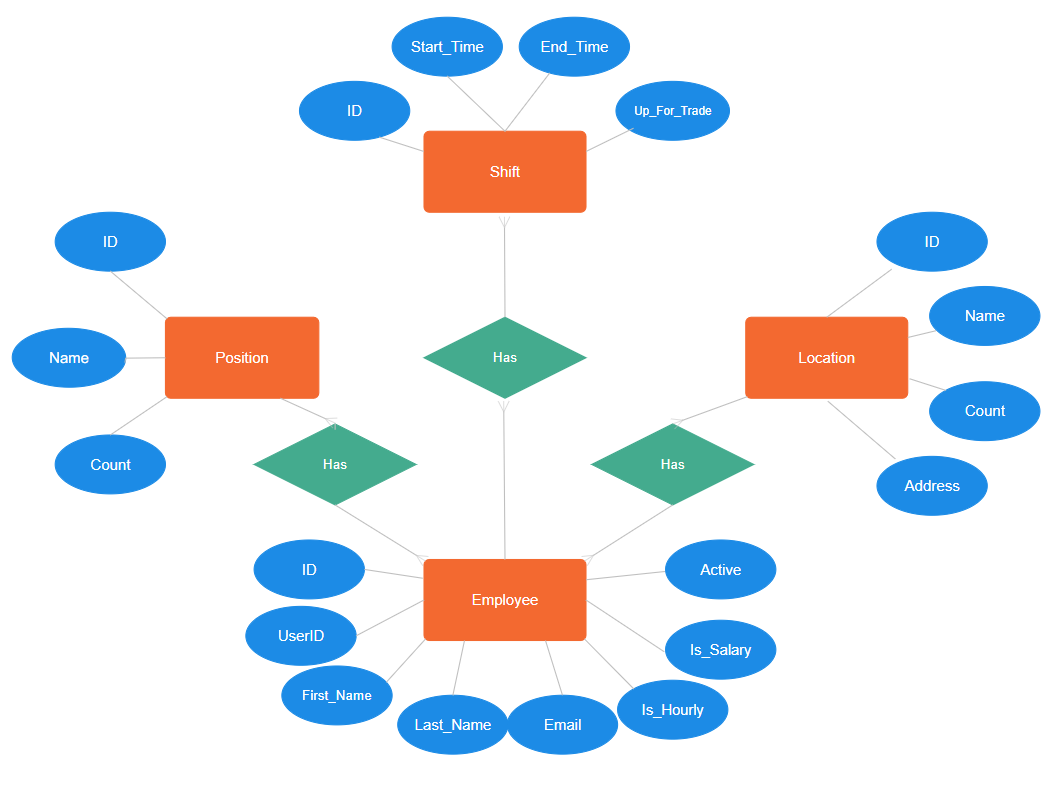 Start_Time
End_Time
ID
Up_For_Trade
Shift
ID
ID
Name
Name
Position
Has
Location
Count
Count
Has
Has
Address
ID
Active
Employee
UserID
Is_Salary
First_Name
Is_Hourly
Last_Name
Email